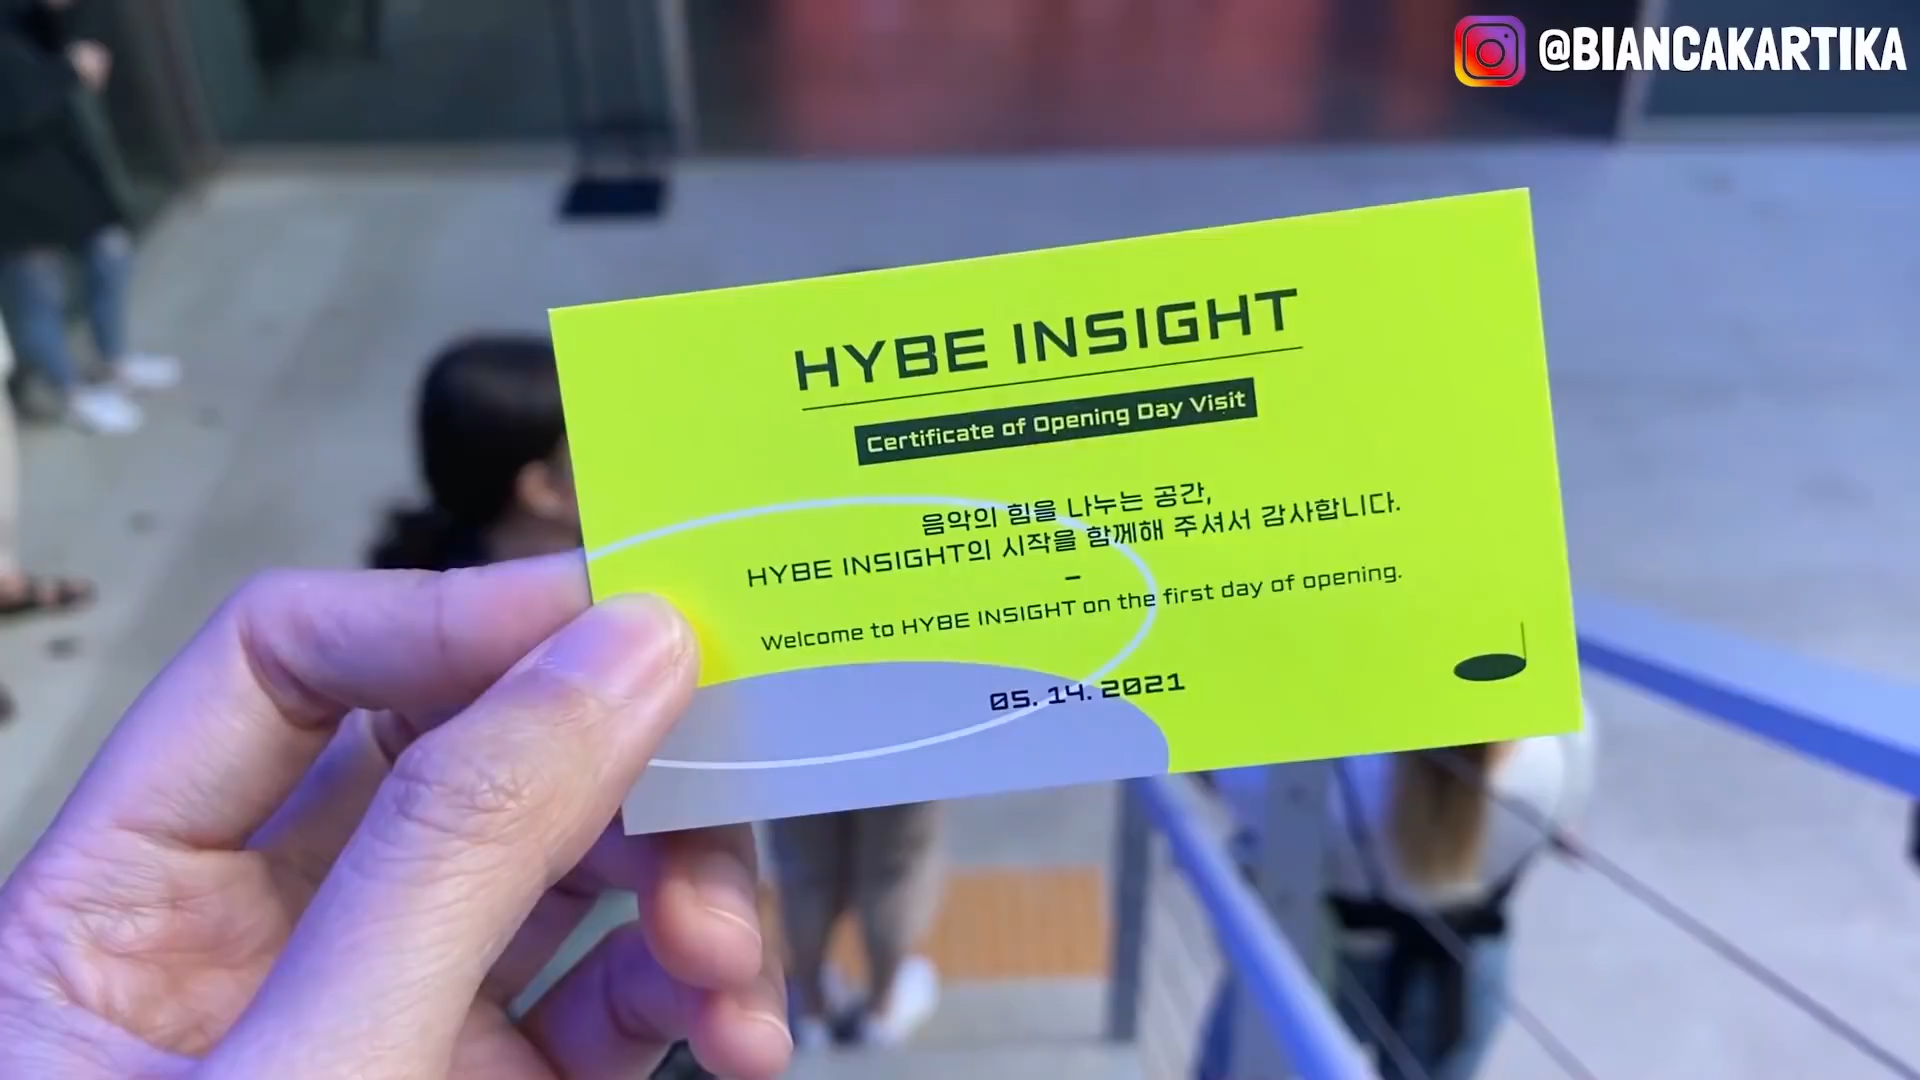 @BIANCAKARTIKA
HYBE INSIGHT
Certificate of Opening Day Visit
음악의 힘을 나누는 공간,
HYBE INSIGHT의 시작을 함께해 주셔서 감사합니다.
–
Welcome to HYBE INSIGHT on the first day of opening.
05. 14. 2021